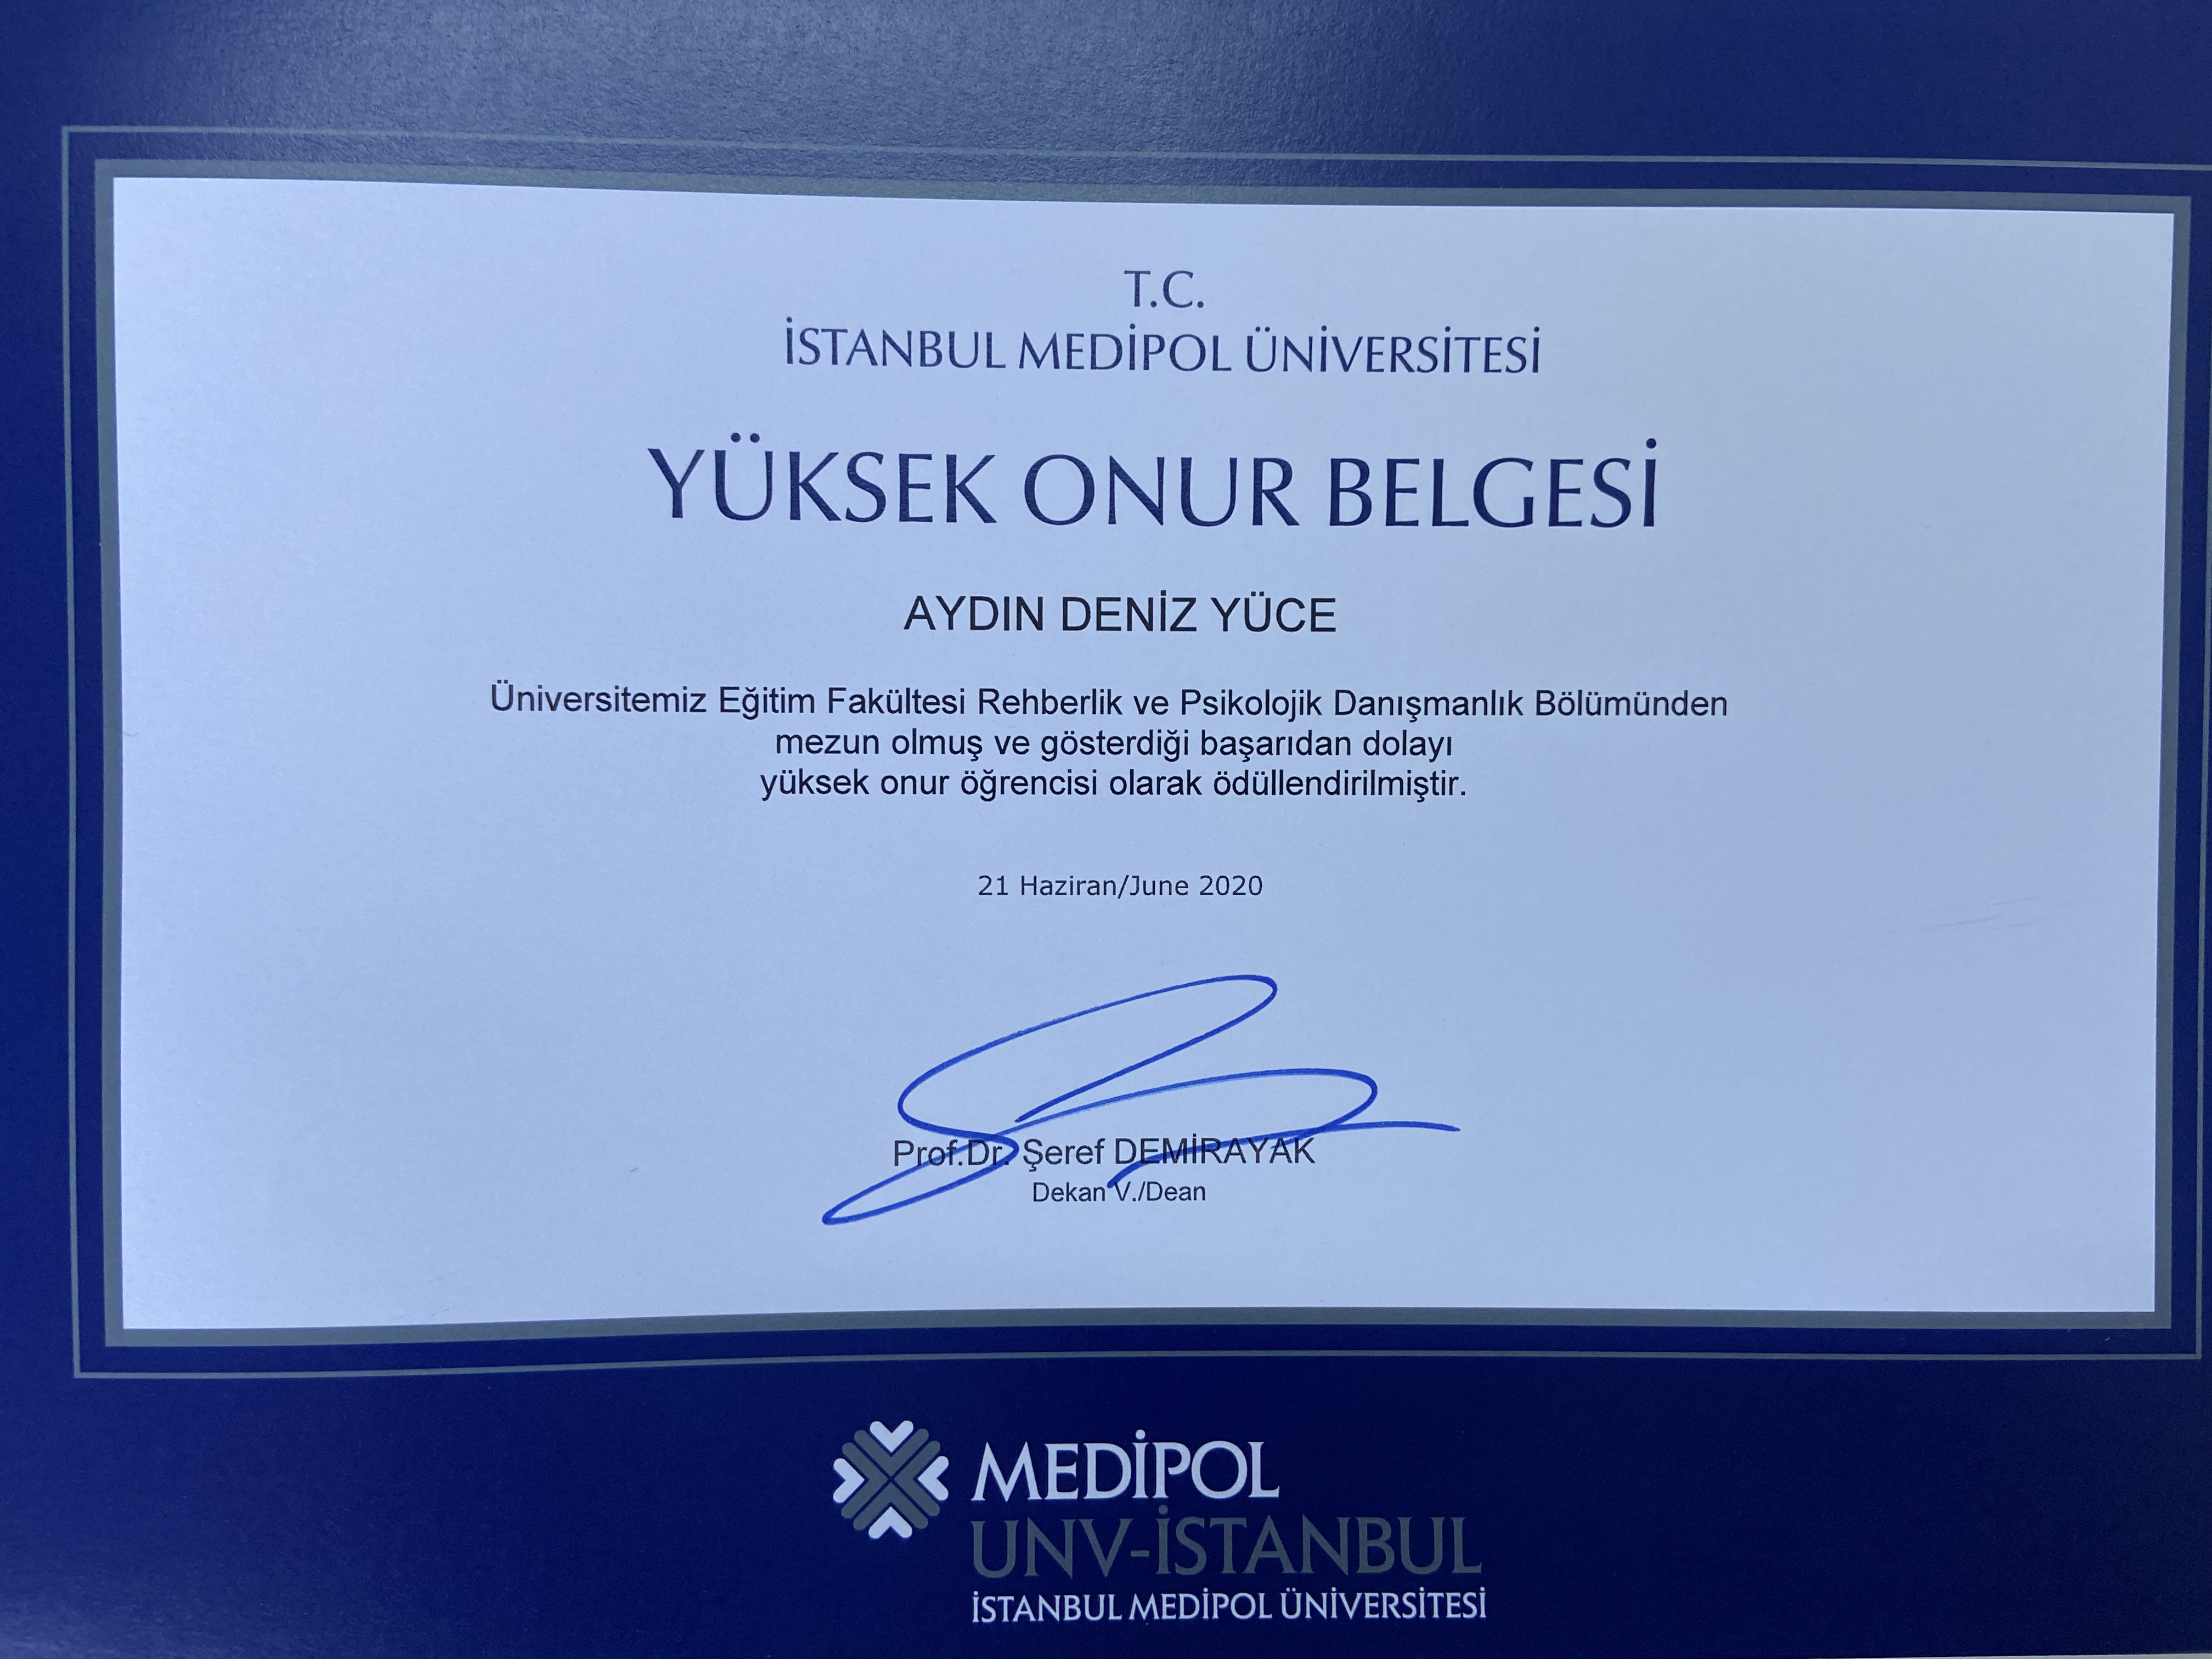 T.C.
İSTANBUL MEDİPOL ÜNİVERSİTESİ
YÜKSEK ONUR BELGESİ
AYDIN DENİZ YÜCE
Üniversitemiz Eğitim Fakültesi Rehberlik ve Psikolojik Danışmanlık Bölümünden
mezun olmuş ve gösterdiği başarıdan dolayı
yüksek onur öğrencisi olarak ödüllendirilmiştir.
21 Haziran/June 2020
Prof.Dr. Şeref DEMİRAYAK
Dekan V./Dean
MEDİPOL
UNV-İSTANBUL
İSTANBUL MEDİPOL ÜNİVERSİTESİ